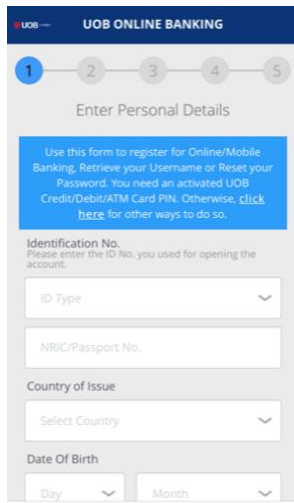 UOB
UOB ONLINE BANKING
1 2 3 4 5
Enter Personal Details
Use this form to register for Online/Mobile
Banking, Retrieve your Username or Reset your
Password. You need an activated UOB
Credit/Debit/ATM Card PIN. Otherwise, click
here for other ways to do so.
Identification No.
Please enter the ID No. you used for opening the
account.
ID Type
NRIC/Passport No.
Country of Issue
Select Country
Date Of Birth
Day Month